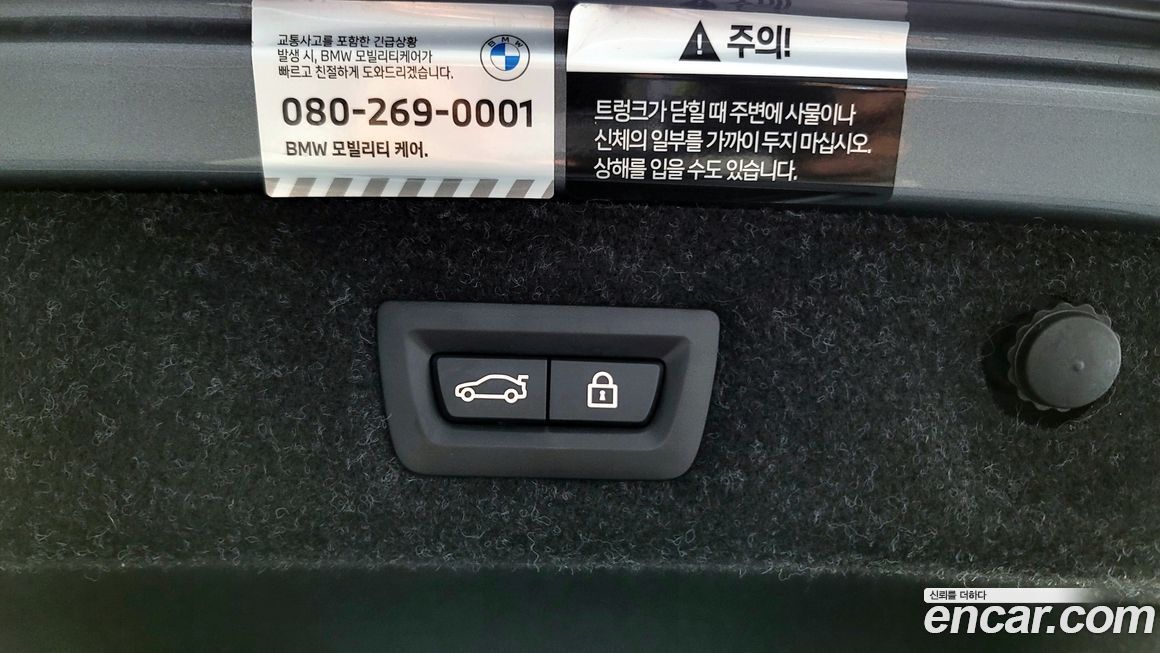 교통사고를 포함한 긴급상황
발생 시, BMW 모빌리티케어가
빠르고 친절하게 도와드리겠습니다.
BMW
080-269-0001
BMW 모빌리티 케어.
주의!
트렁크가 닫힐 때 주변에 사물이나
신체의 일부를 가까이 두지 마십시오.
상해를 입을 수도 있습니다.
신뢰를 더하다
encar.com